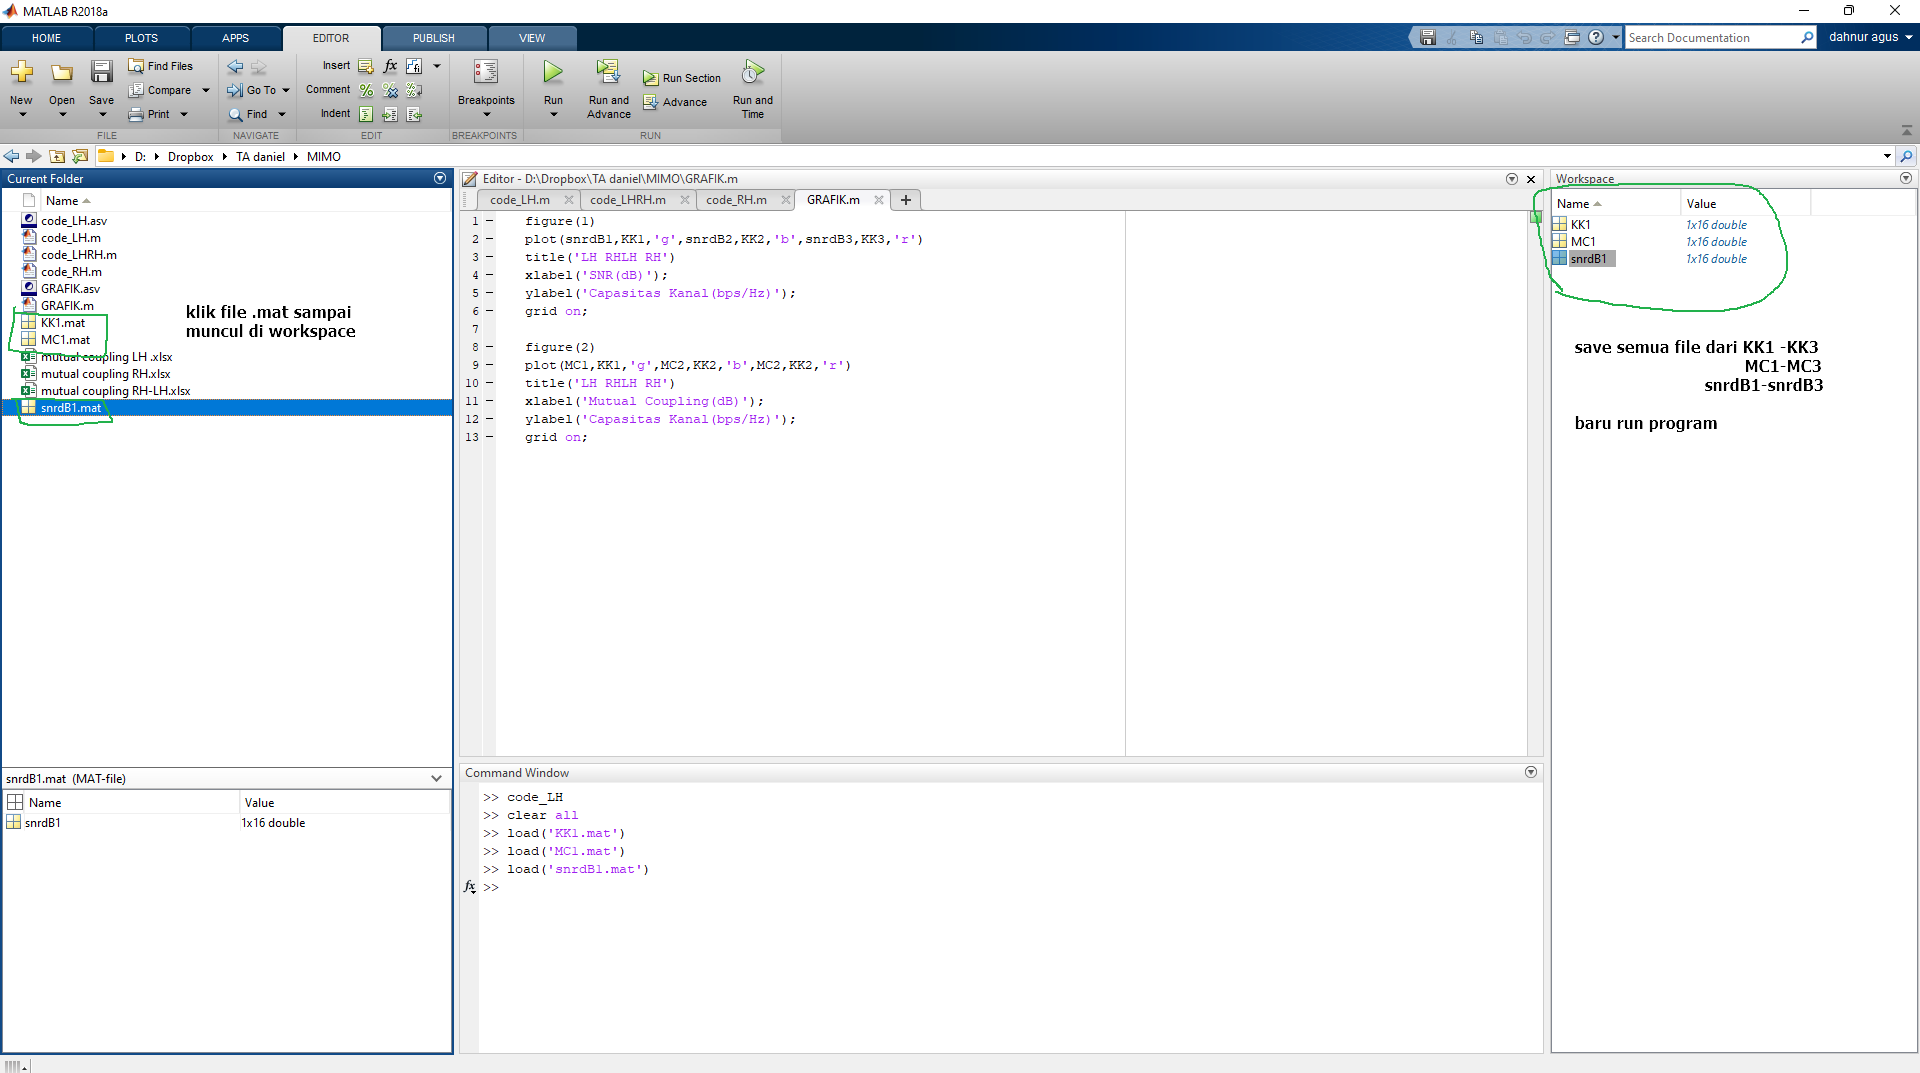 MATLAB R2018a
HOME PLOTS APPS EDITOR PUBLISH VIEW
Search Documentation
dahnur agus
New
Open
Save
Find Files
Compare
Print
FILE
Go To
Find
NAVIGATE
Insert fx
Comment
Indent
EDIT
Breakpoints
BREAKPOINTS
Run
Run and
Advance
Run Section
Advance
Run and
Time
RUN
D: Dropbox TA daniel MIMO
Current Folder
Name
code_LH.asv
code_LH.m
code_LHRH.m
code_RH.m
GRAFIK.asv
GRAFIK.m
KK1.mat
MC1.mat
mutual coupling LH .xlsx
mutual coupling RH.xlsx
mutual coupling RH-LH.xlsx
snrdB1.mat
klik file .mat sampai
muncul di workspace
snrdB1.mat (MAT-file)
Name Value
snrdB1 1x16 double
Editor - D:\Dropbox\TA daniel\MIMO\GRAFIK.m
code_LH.m code_LHRH.m code_RH.m GRAFIK.m
1 figure(1)
2 plot(snrdB1,KK1,'g',snrdB2,KK2,'b',snrdB3,KK3,'r')
3 title('LH RHLH RH')
4 xlabel('SNR(dB)');
5 ylabel('Capasitas Kanal(bps/Hz)');
6 grid on;
7
8 figure(2)
9 plot(MC1,KK1,'g',MC2,KK2,'b',MC2,KK2,'r')
10 title('LH RHLH RH')
11 xlabel('Mutual Coupling(dB)');
12 ylabel('Capasitas Kanal(bps/Hz)');
13 grid on;
Command Window
>> code_LH
>> clear all
>> load('KK1.mat')
>> load('MC1.mat')
>> load('snrdB1.mat')
fx >>
Workspace
Name Value
KK1 1x16 double
MC1 1x16 double
snrdB1 1x16 double
save semua file dari KK1 -KK3
MC1-MC3
snrdB1-snrdB3
baru run program